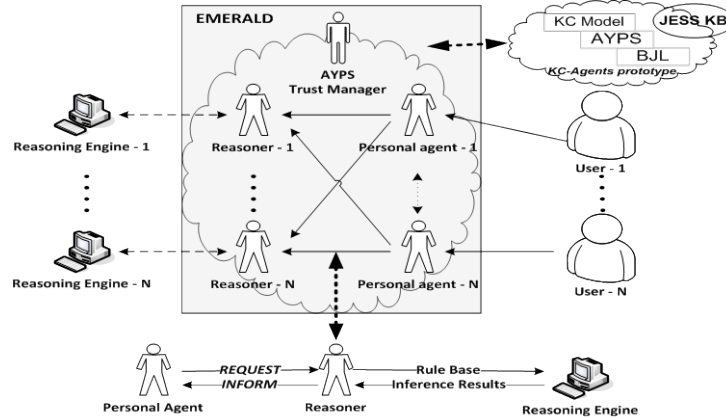 EMERALD
KC Model
JESS KB
AYPS
BJL
KC-Agents prototype
AYPS
Trust Manager
Reasoning Engine - 1
Reasoner - 1
Personal agent - 1
User - 1
Reasoning Engine - N
Reasoner - N
Personal agent - N
User - N
REQUEST
INFORM
Rule Base
Inference Results
Personal Agent
Reasoner
Reasoning Engine